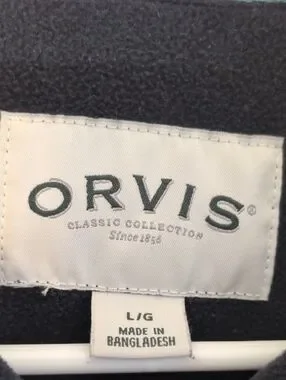 ORVIS®
CLASSIC COLLECTION
Since 1856
L/G
MADE IN
BANGLADESH